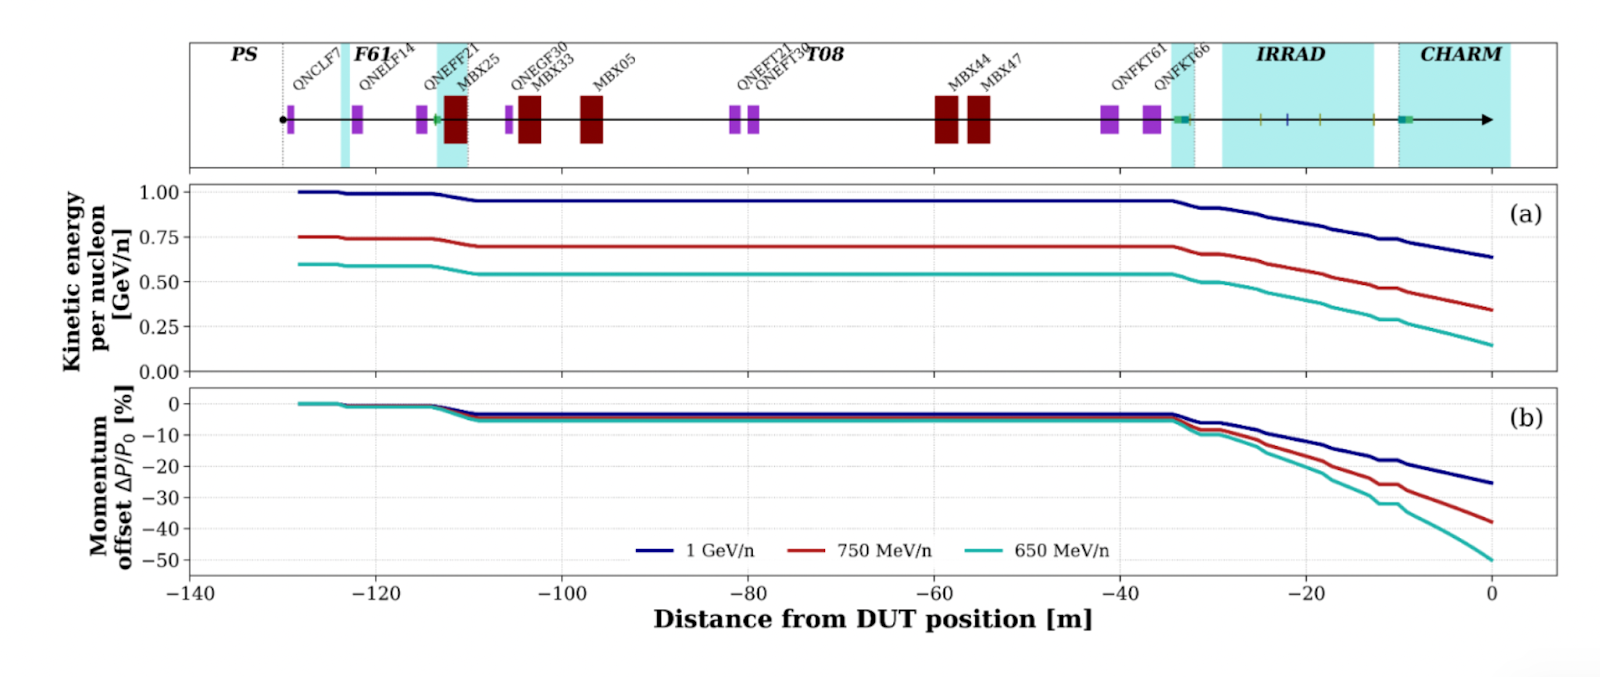 PS
F61
T08
IRRAD
CHARM
QNCLF7
QNELF14
QNEFF21
MBX25
QNEGF30
MBX33
MBX05
QNEFT21
QNEFT30
MBX44
MBX47
QNFKT61
QNFKT66
Kinetic energy
per nucleon
[GeV/n]
1.00
0.75
0.50
0.25
0.00
(a)
Momentum
offset ΔP/P₀ [%]
0
−10
−20
−30
−40
−50
(b)
1 GeV/n
750 MeV/n
650 MeV/n
−140
−120
−100
−80
−60
−40
−20
0
Distance from DUT position [m]